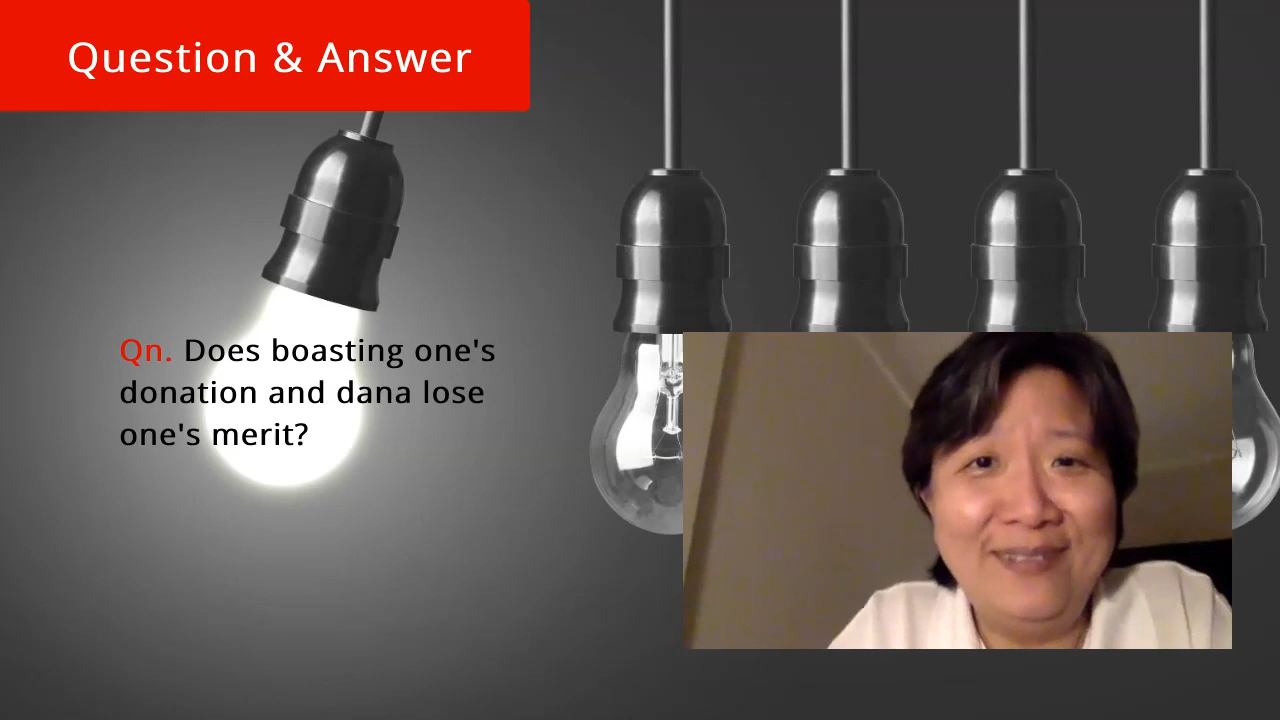 Question & Answer
Qn. Does boasting one's
donation and dana lose
one's merit?